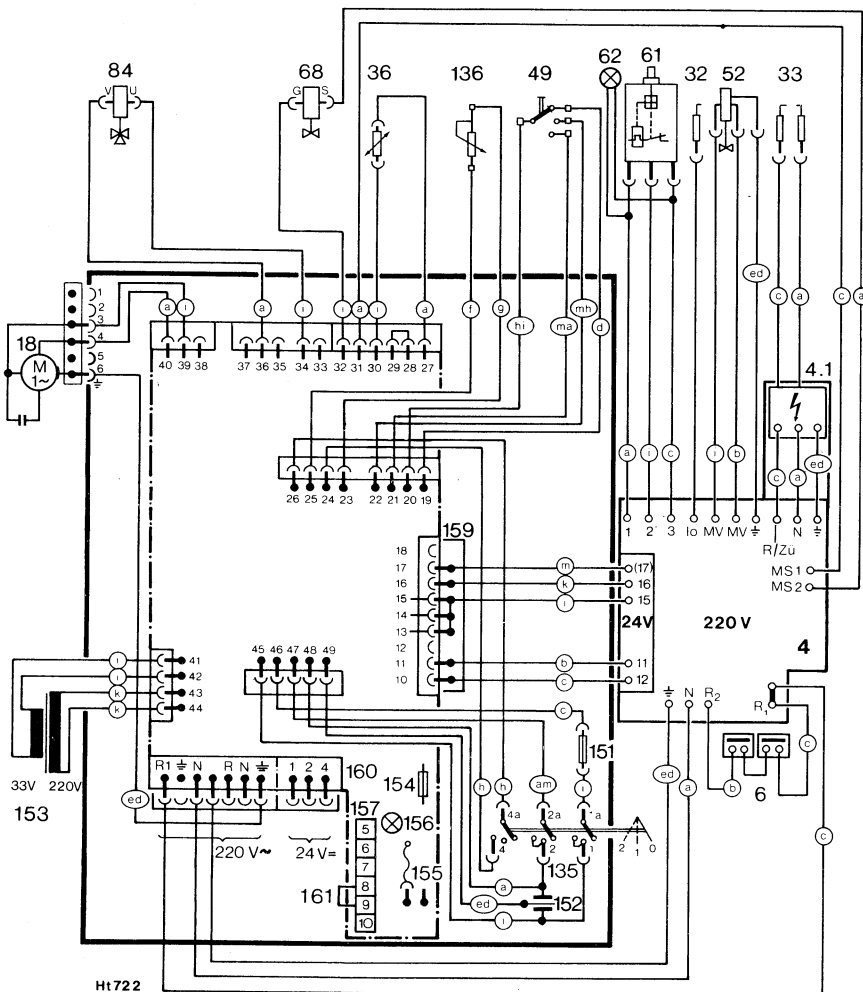 84 68 36 136 49 62 61 32 52 33
V U G S
ed
a ı ı a ı a f g hi ma mh d c a c a
18 M 1~
1 2 3 4 5 6
40 39 38 37 36 35 34 33 32 31 30 29 28 27
4.1
a ı c ı b c a ed
26 25 24 23 22 21 20 19
1 2 3 Io MV MV R/Zü N
MS1
MS2
159
18
17 m (17)
16 k 16
15 ı 15
14
13
12
11 b 11
10 c 12
24V 220 V 4
ı 41
ı 42
k 43
k 44
45 46 47 48 49
N R2
R1
c
151
33V 220V
153
R1 N R N 1 2 4 160
154
h h am ı
ed a b 6 c
c
ed
220 V~ 24 V=
157 156
5
6
7
8
9
10
155
161
4a 2a 1a
4 2 1
2 1 0
135
a
ed 152
ı
Ht722